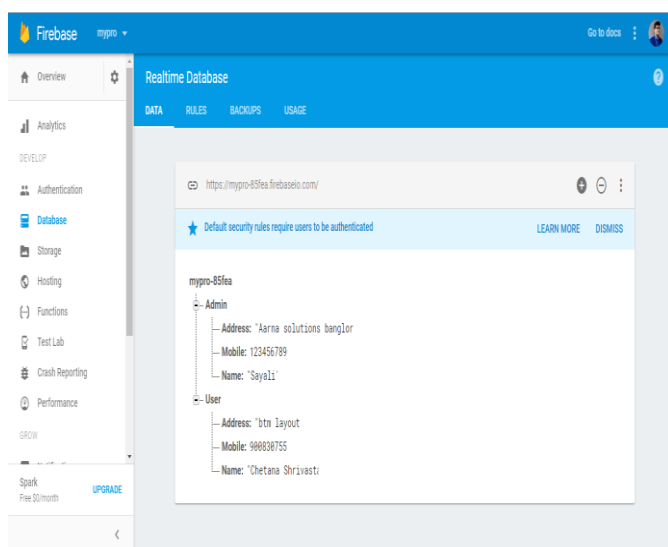 Firebase mypro Go to docs
Overview
Realtime Database
DATA RULES BACKUPS USAGE
Analytics
DEVELOP
Authentication
Database
Storage
Hosting
Functions
Test Lab
Crash Reporting
Performance
GROW
Spark
Free $0/month
UPGRADE
https://mypro-85fea.firebaseio.com/
Default security rules require users to be authenticated LEARN MORE DISMISS
mypro-85fea
Admin
Address: "Aarna solutions banglor
Mobile: 123456789
Name: "Sayali"
User
Address: "btm layout
Mobile: 900830755
Name: "Chetana Shrivasta